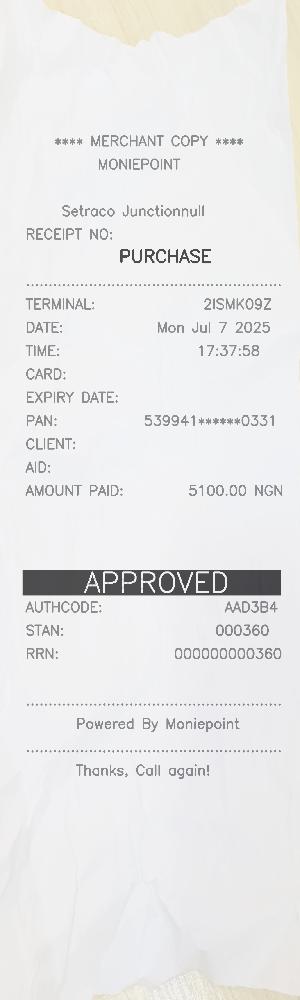 **** MERCHANT COPY ****
MONIEPOINT
Setraco Junctionnull
RECEIPT NO:
PURCHASE
TERMINAL: 2ISMK09Z
DATE: Mon Jul 7 2025
TIME: 17:37:58
CARD:
EXPIRY DATE:
PAN: 539941******0331
CLIENT:
AID:
AMOUNT PAID: 5100.00 NGN
APPROVED
AUTHCODE: AAD3B4
STAN: 000360
RRN: 000000000360
Powered By Moniepoint
Thanks, Call again!